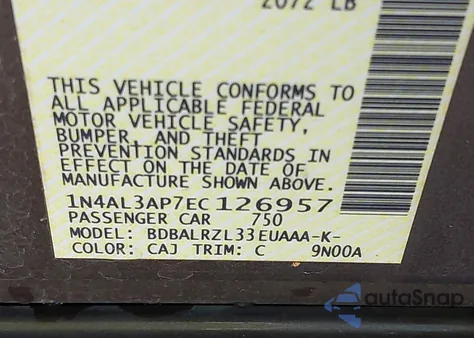 2072 LB
THIS VEHICLE CONFORMS TO
ALL APPLICABLE FEDERAL
MOTOR VEHICLE SAFETY,
BUMPER, AND THEFT
PREVENTION STANDARDS IN
EFFECT ON THE DATE OF
MANUFACTURE SHOWN ABOVE.
1N4AL3AP7EC126957
PASSENGER CAR 750
MODEL: BDBALRZL33EUAAA-K-
COLOR: CAJ TRIM: C 9N00A
autoSnap